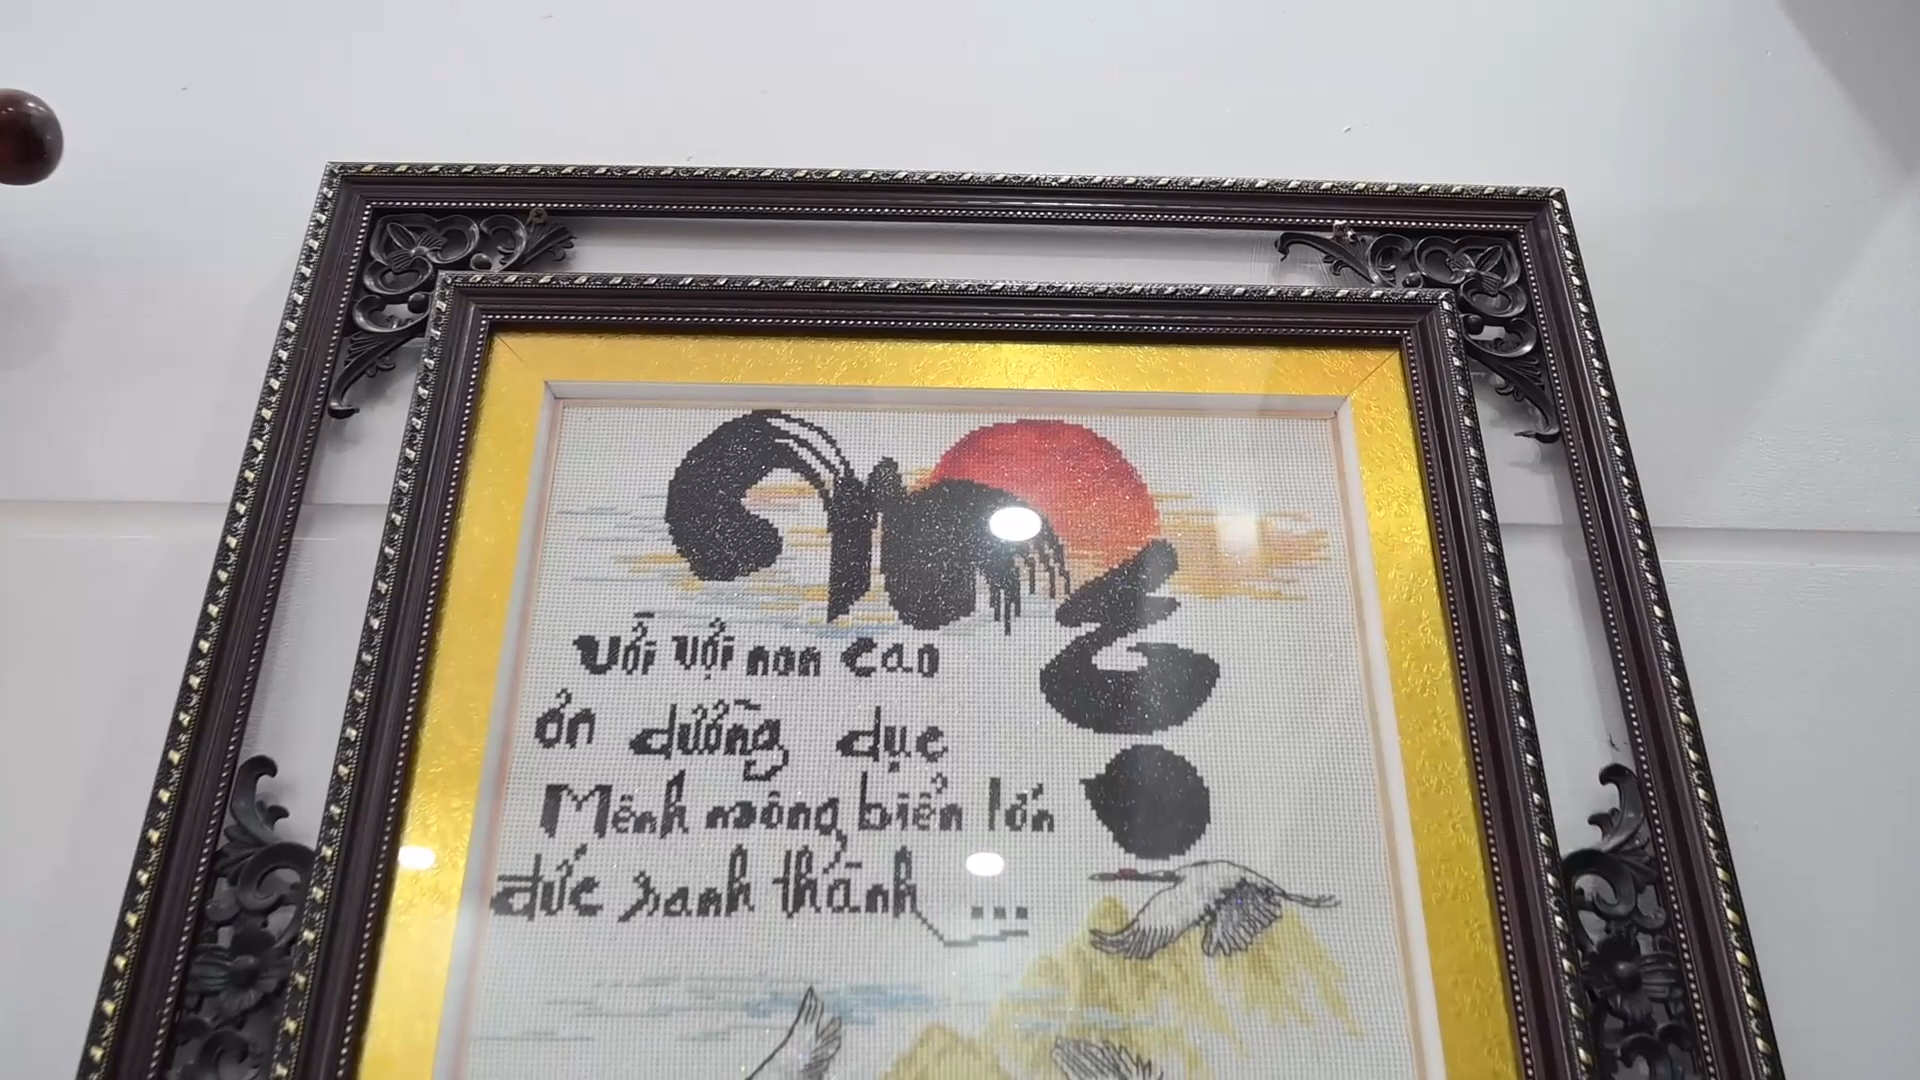 Mẹ
Vời vợi non cao
ơn dưỡng dục
Mênh mông biển lớn
đức sanh thành ...